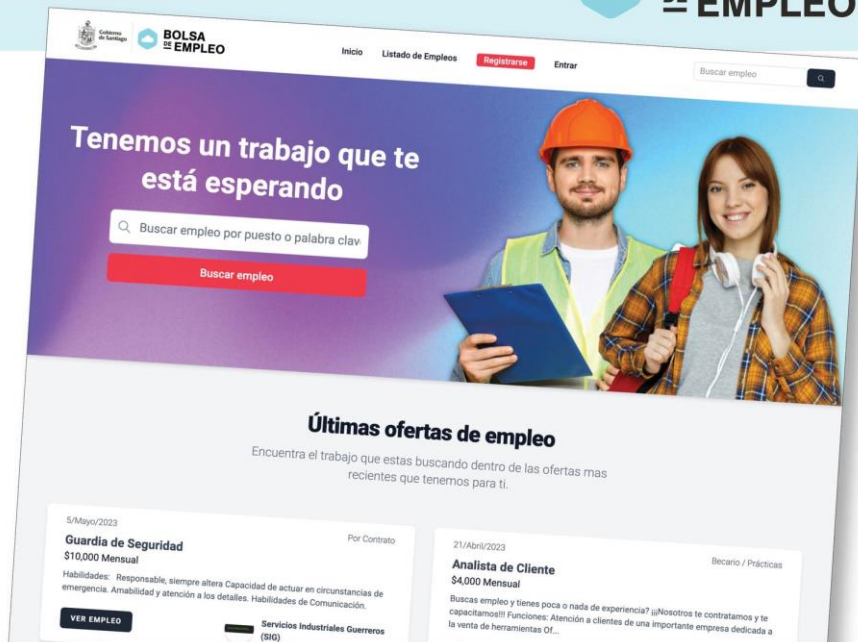 DE EMPLEO
Gobierno
de Santiago
BOLSA
DE EMPLEO
Inicio
Listado de Empleos
Registrarse
Entrar
Buscar empleo
Tenemos un trabajo que te
está esperando
Buscar empleo por puesto o palabra clav
Buscar empleo
Últimas ofertas de empleo
Encuentra el trabajo que estas buscando dentro de las ofertas mas
recientes que tenemos para ti.
5/Mayo/2023
Por Contrato
Guardia de Seguridad
$10,000 Mensual
Habilidades: Responsable, siempre altera Capacidad de actuar en circunstancias de
emergencia. Amabilidad y atención a los detalles. Habilidades de Comunicación.
VER EMPLEO
Servicios Industriales Guerreros
(SIG)
21/Abril/2023
Becario / Prácticas
Analista de Cliente
$4,000 Mensual
Buscas empleo y tienes poca o nada de experiencia? ¡¡¡Nosotros te contratamos y te
capacitamos!!! Funciones: Atención a clientes de una importante empresa dedicada a
la venta de herramientas Of...